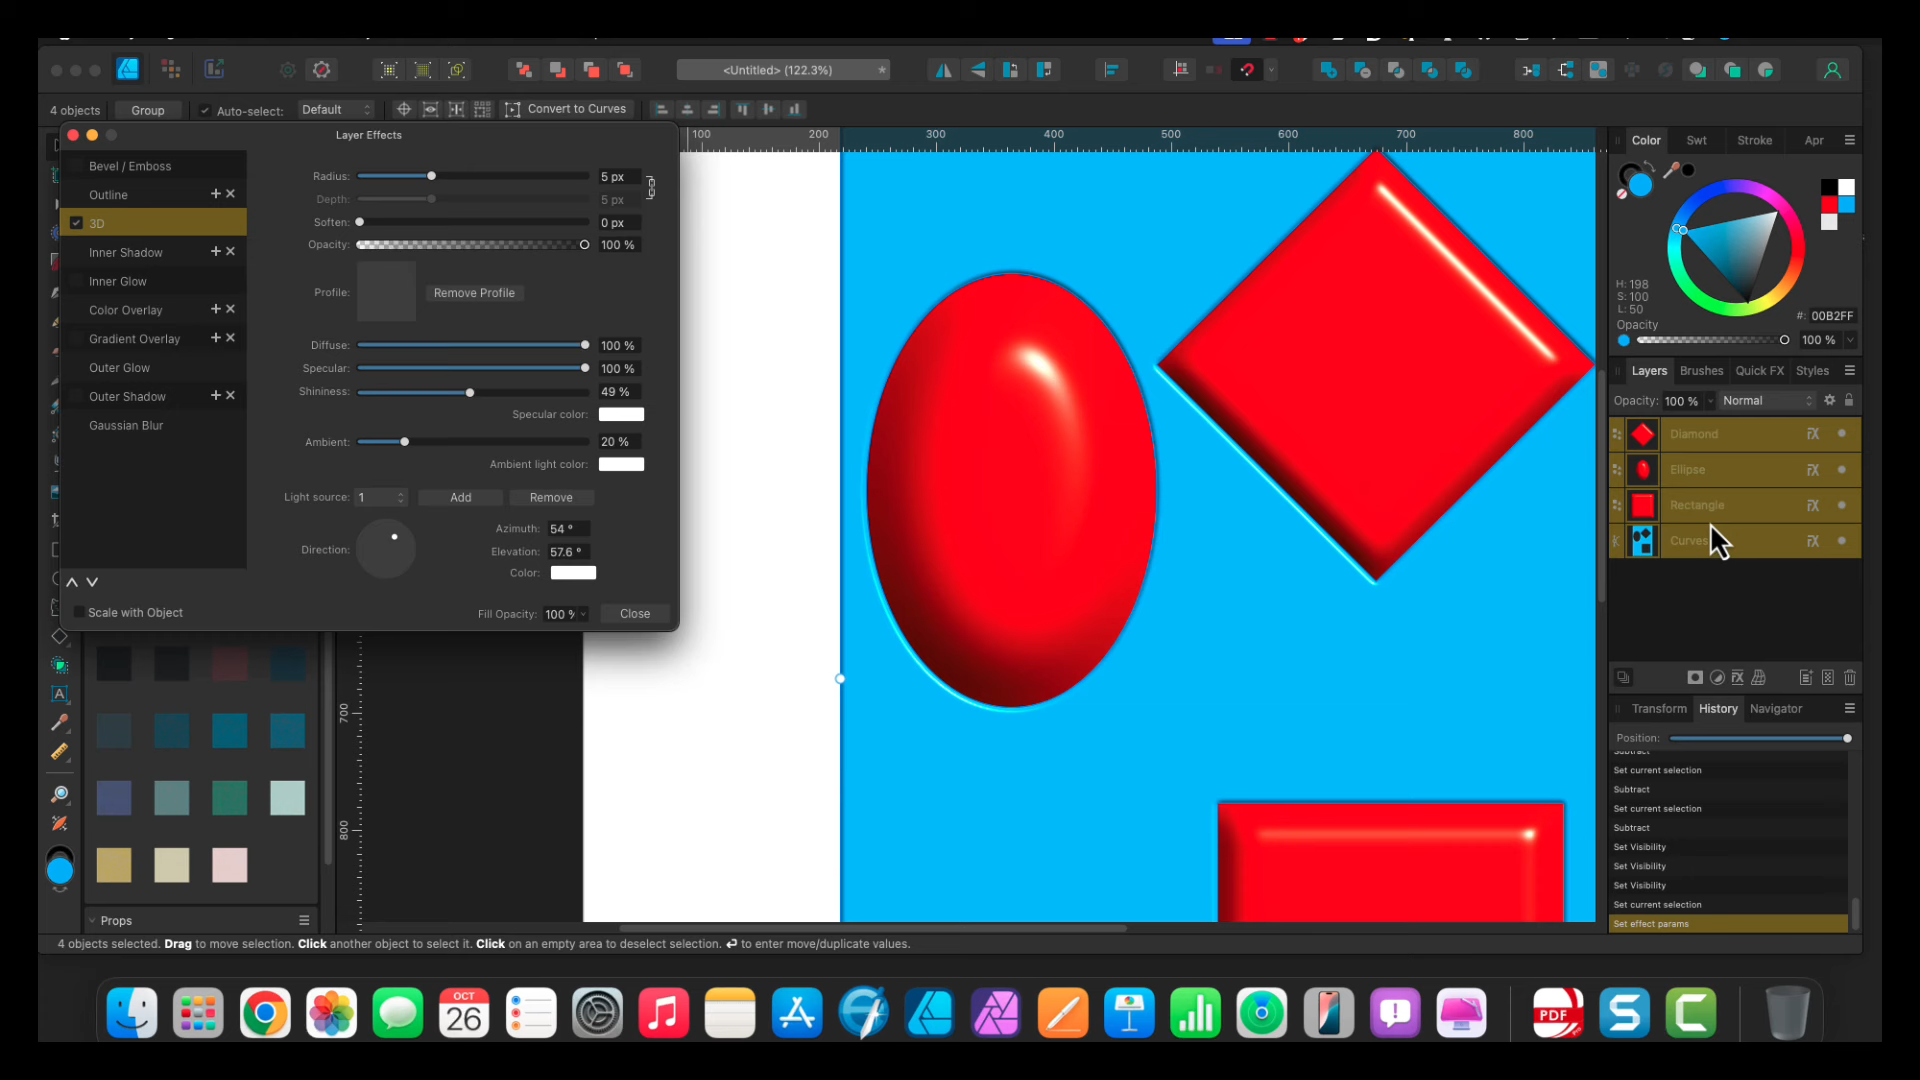 <Untitled> (122.3%)
*
4 objects
Group
Auto-select:
Default
Convert to Curves
Layer Effects
Bevel / Emboss
Outline
3D
Inner Shadow
Inner Glow
Color Overlay
Gradient Overlay
Outer Glow
Outer Shadow
Gaussian Blur
Scale with Object
Radius: 5 px
Depth: 5 px
Soften: 0 px
Opacity: 100 %
Profile: Remove Profile
Diffuse: 100 %
Specular: 100 %
Shininess: 49 %
Specular color:
Ambient: 20 %
Ambient light color:
Light source: 1 Add Remove
Azimuth: 54 °
Direction:
Elevation: 57.6 °
Color:
Fill Opacity: 100 % Close
100 200 300 400 500 600 700 800
700
800
Color Swt Stroke Apr
H: 198
S: 100
L: 50
#: 00B2FF
Opacity
100 %
Layers Brushes Quick FX Styles
Opacity: 100 % Normal
Diamond
Ellipse
Rectangle
Curves
Transform History Navigator
Position:
Subtract
Set current selection
Subtract
Set current selection
Subtract
Set Visibility
Set Visibility
Set Visibility
Set current selection
Set effect params
Props
4 objects selected. Drag to move selection. Click another object to select it. Click on an empty area to deselect selection. ↵ to enter move/duplicate values.
OCT
26
PDF